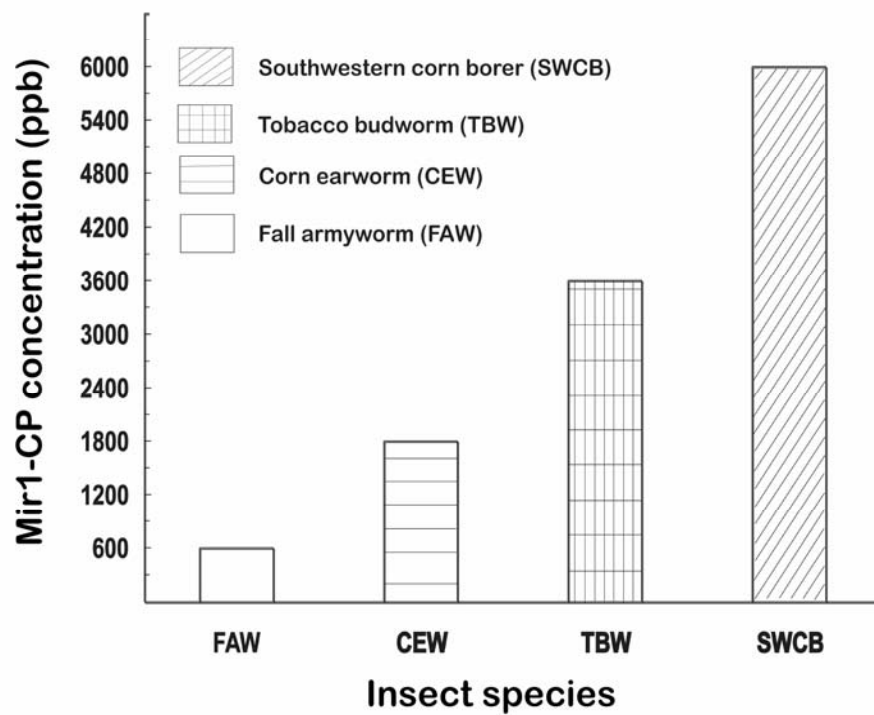 Mir1-CP concentration (ppb)
6000
5400
4800
4200
3600
3000
2400
1800
1200
600
Southwestern corn borer (SWCB)
Tobacco budworm (TBW)
Corn earworm (CEW)
Fall armyworm (FAW)
FAW CEW TBW SWCB
Insect species